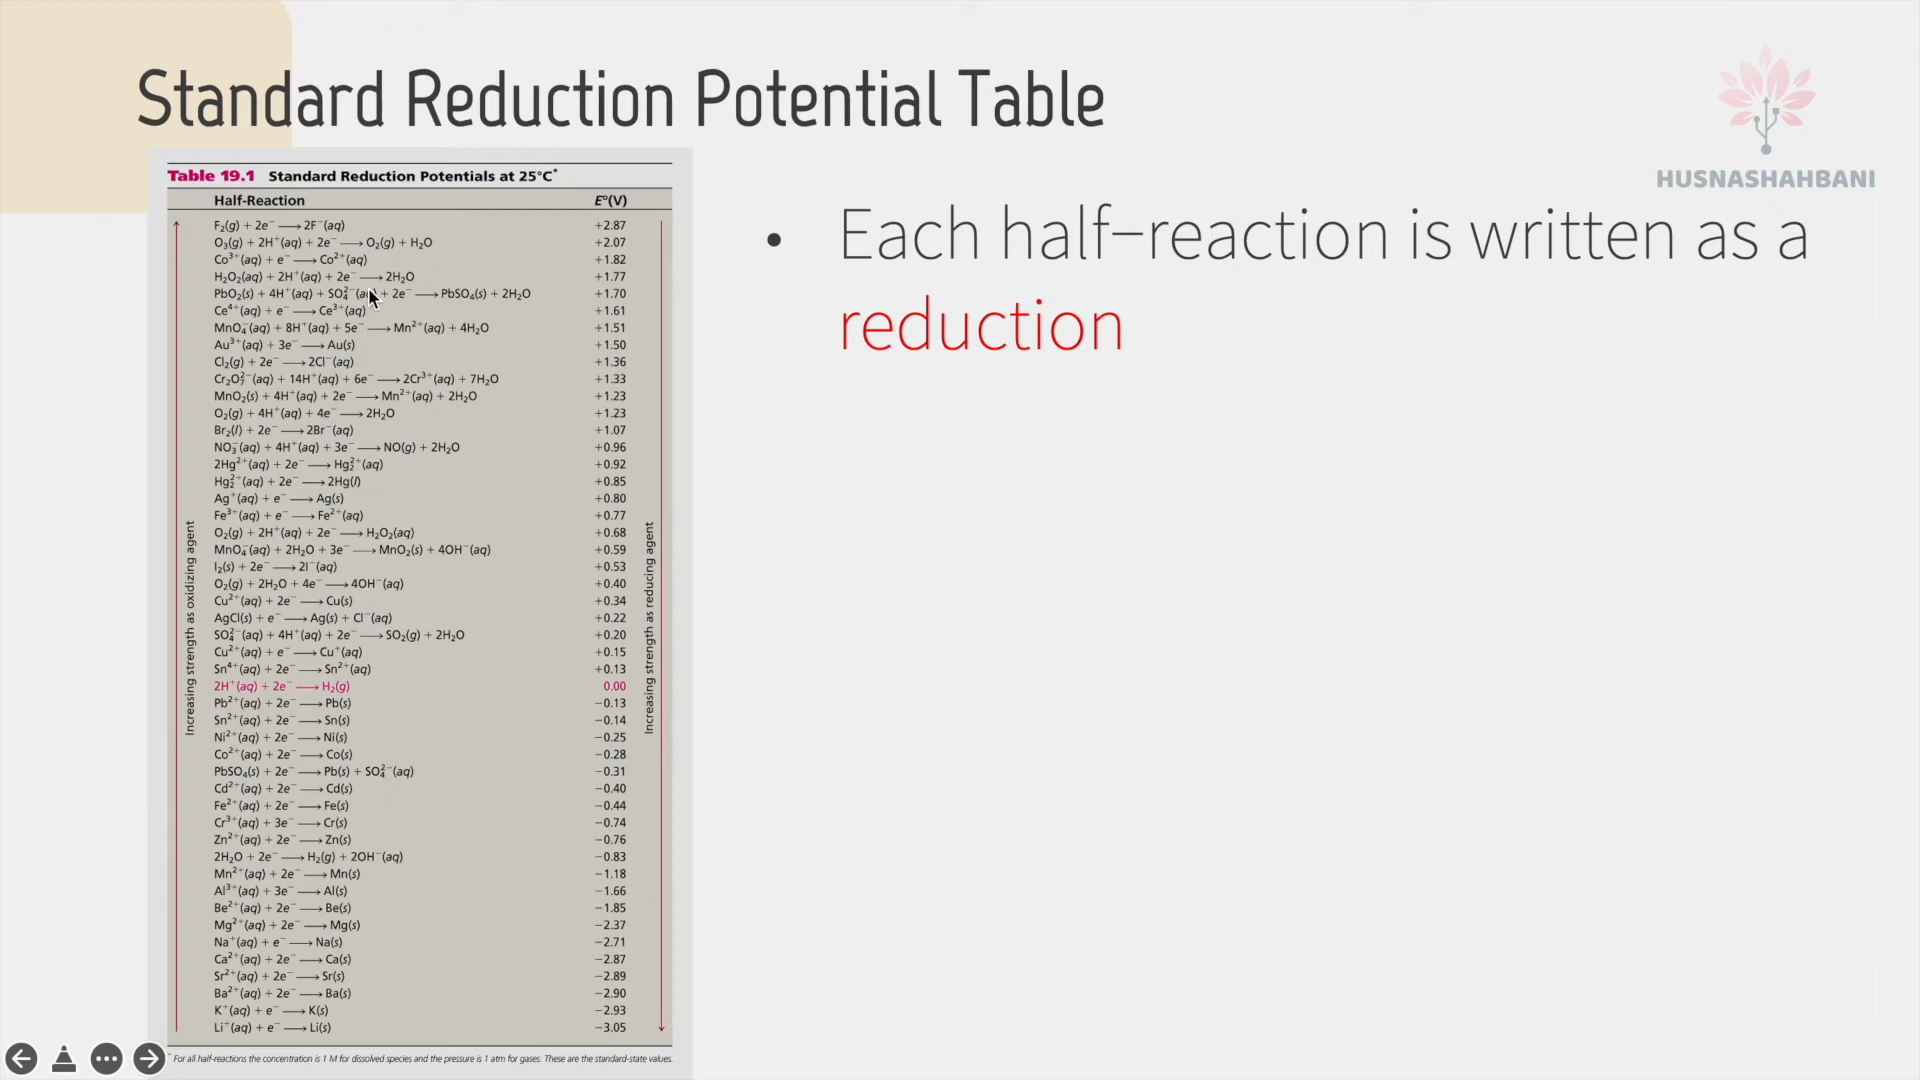 Standard Reduction Potential Table
HUSNASHAHBANI
Table 19.1 Standard Reduction Potentials at 25°C*
Half-Reaction E°(V)
F₂(g) + 2e⁻ ⟶ 2F⁻(aq) +2.87
O₃(g) + 2H⁺(aq) + 2e⁻ ⟶ O₂(g) + H₂O +2.07
Co³⁺(aq) + e⁻ ⟶ Co²⁺(aq) +1.82
H₂O₂(aq) + 2H⁺(aq) + 2e⁻ ⟶ 2H₂O +1.77
PbO₂(s) + 4H⁺(aq) + SO₄²⁻(aq) + 2e⁻ ⟶ PbSO₄(s) + 2H₂O +1.70
Ce⁴⁺(aq) + e⁻ ⟶ Ce³⁺(aq) +1.61
MnO₄⁻(aq) + 8H⁺(aq) + 5e⁻ ⟶ Mn²⁺(aq) + 4H₂O +1.51
Au³⁺(aq) + 3e⁻ ⟶ Au(s) +1.50
Cl₂(g) + 2e⁻ ⟶ 2Cl⁻(aq) +1.36
Cr₂O₇²⁻(aq) + 14H⁺(aq) + 6e⁻ ⟶ 2Cr³⁺(aq) + 7H₂O +1.33
MnO₂(s) + 4H⁺(aq) + 2e⁻ ⟶ Mn²⁺(aq) + 2H₂O +1.23
O₂(g) + 4H⁺(aq) + 4e⁻ ⟶ 2H₂O +1.23
Br₂(l) + 2e⁻ ⟶ 2Br⁻(aq) +1.07
NO₃⁻(aq) + 4H⁺(aq) + 3e⁻ ⟶ NO(g) + 2H₂O +0.96
2Hg²⁺(aq) + 2e⁻ ⟶ Hg₂²⁺(aq) +0.92
Hg₂²⁺(aq) + 2e⁻ ⟶ 2Hg(l) +0.85
Ag⁺(aq) + e⁻ ⟶ Ag(s) +0.80
Fe³⁺(aq) + e⁻ ⟶ Fe²⁺(aq) +0.77
O₂(g) + 2H⁺(aq) + 2e⁻ ⟶ H₂O₂(aq) +0.68
MnO₄⁻(aq) + 2H₂O + 3e⁻ ⟶ MnO₂(s) + 4OH⁻(aq) +0.59
I₂(s) + 2e⁻ ⟶ 2I⁻(aq) +0.53
O₂(g) + 2H₂O + 4e⁻ ⟶ 4OH⁻(aq) +0.40
Cu²⁺(aq) + 2e⁻ ⟶ Cu(s) +0.34
AgCl(s) + e⁻ ⟶ Ag(s) + Cl⁻(aq) +0.22
SO₄²⁻(aq) + 4H⁺(aq) + 2e⁻ ⟶ SO₂(g) + 2H₂O +0.20
Cu²⁺(aq) + e⁻ ⟶ Cu⁺(aq) +0.15
Sn⁴⁺(aq) + 2e⁻ ⟶ Sn²⁺(aq) +0.13
2H⁺(aq) + 2e⁻ ⟶ H₂(g) 0.00
Pb²⁺(aq) + 2e⁻ ⟶ Pb(s) −0.13
Sn²⁺(aq) + 2e⁻ ⟶ Sn(s) −0.14
Ni²⁺(aq) + 2e⁻ ⟶ Ni(s) −0.25
Co²⁺(aq) + 2e⁻ ⟶ Co(s) −0.28
PbSO₄(s) + 2e⁻ ⟶ Pb(s) + SO₄²⁻(aq) −0.31
Cd²⁺(aq) + 2e⁻ ⟶ Cd(s) −0.40
Fe²⁺(aq) + 2e⁻ ⟶ Fe(s) −0.44
Cr³⁺(aq) + 3e⁻ ⟶ Cr(s) −0.74
Zn²⁺(aq) + 2e⁻ ⟶ Zn(s) −0.76
2H₂O + 2e⁻ ⟶ H₂(g) + 2OH⁻(aq) −0.83
Mn²⁺(aq) + 2e⁻ ⟶ Mn(s) −1.18
Al³⁺(aq) + 3e⁻ ⟶ Al(s) −1.66
Be²⁺(aq) + 2e⁻ ⟶ Be(s) −1.85
Mg²⁺(aq) + 2e⁻ ⟶ Mg(s) −2.37
Na⁺(aq) + e⁻ ⟶ Na(s) −2.71
Ca²⁺(aq) + 2e⁻ ⟶ Ca(s) −2.87
Sr²⁺(aq) + 2e⁻ ⟶ Sr(s) −2.89
Ba²⁺(aq) + 2e⁻ ⟶ Ba(s) −2.90
K⁺(aq) + e⁻ ⟶ K(s) −2.93
Li⁺(aq) + e⁻ ⟶ Li(s) −3.05
Increasing strength as oxidizing agent
Increasing strength as reducing agent
* For all half-reactions the concentration is 1 M for dissolved species and the pressure is 1 atm for gases. These are the standard-state values.
• Each half-reaction is written as a
reduction